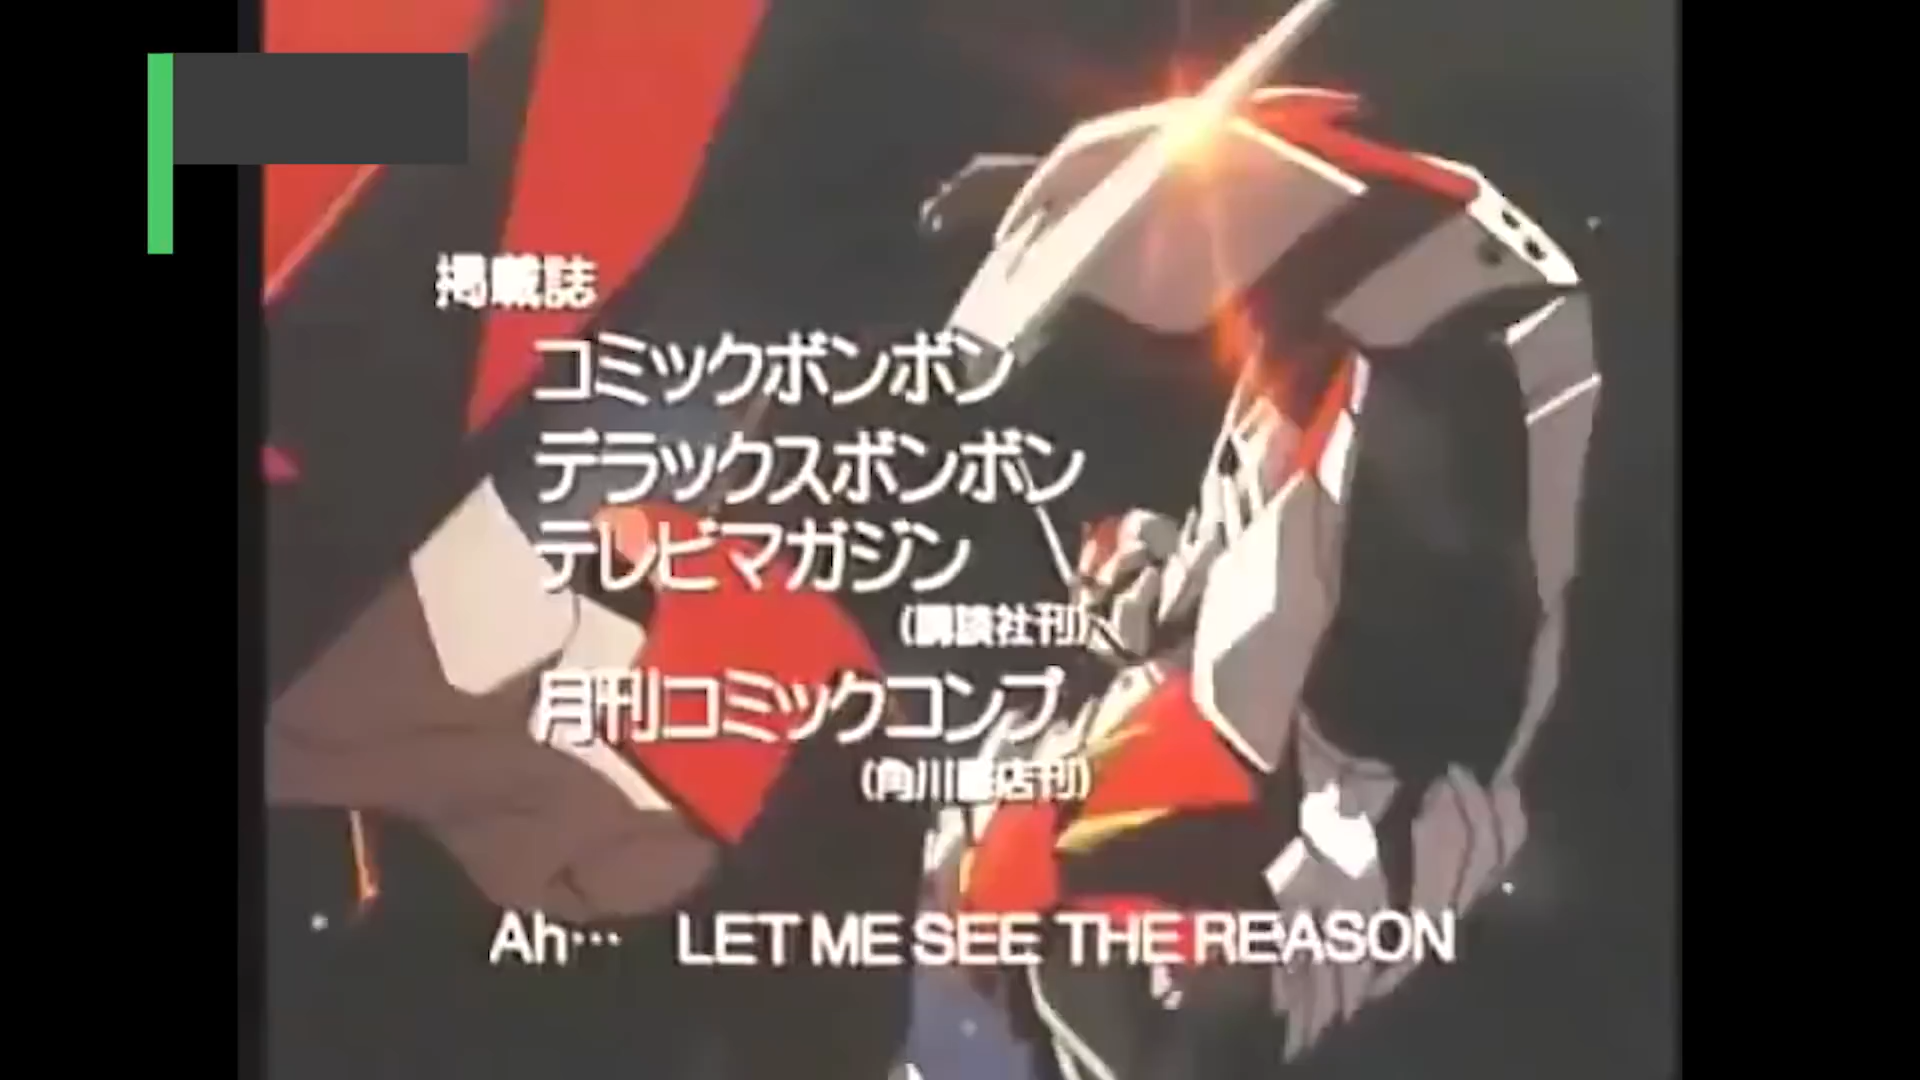 掲載誌
コミックボンボン
デラックスボンボン
テレビマガジン
(講談社刊)
月刊コミックコンプ
(角川書店刊)
Ah… LET ME SEE THE REASON